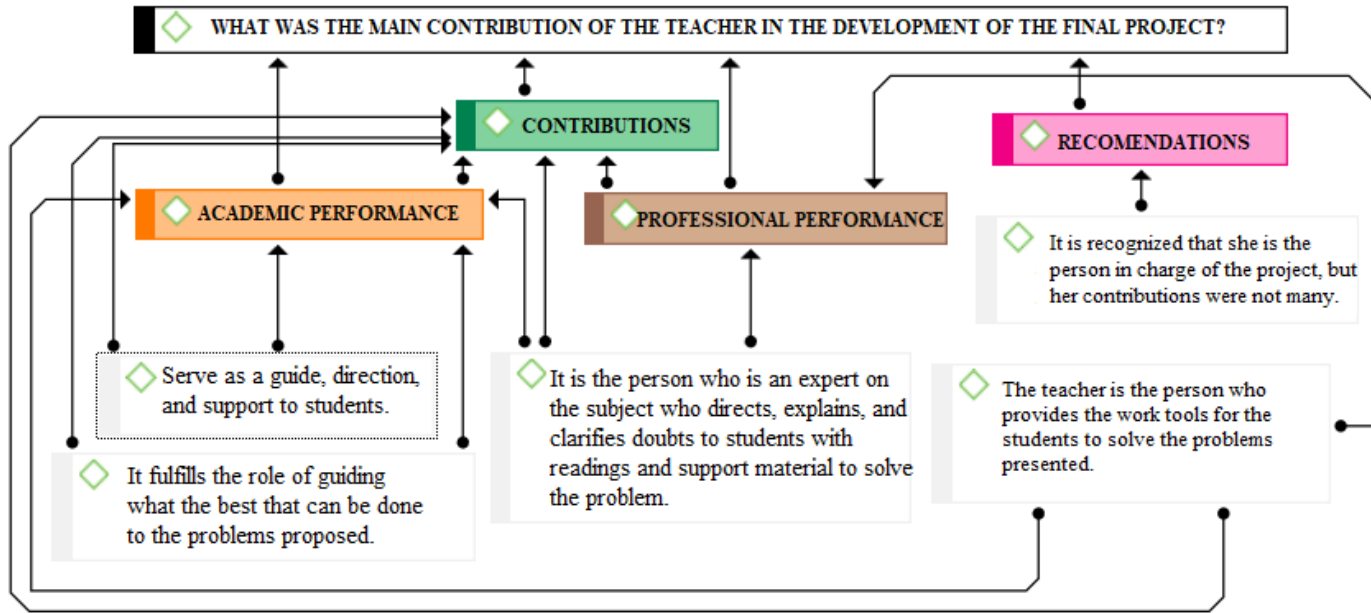 WHAT WAS THE MAIN CONTRIBUTION OF THE TEACHER IN THE DEVELOPMENT OF THE FINAL PROJECT?
CONTRIBUTIONS
RECOMENDATIONS
ACADEMIC PERFORMANCE
PROFESSIONAL PERFORMANCE
It is recognized that she is the
person in charge of the project, but
her contributions were not many.
Serve as a guide, direction,
and support to students.
It is the person who is an expert on
the subject who directs, explains, and
clarifies doubts to students with
readings and support material to solve
the problem.
The teacher is the person who
provides the work tools for the
students to solve the problems
presented.
It fulfills the role of guiding
what the best that can be done
to the problems proposed.